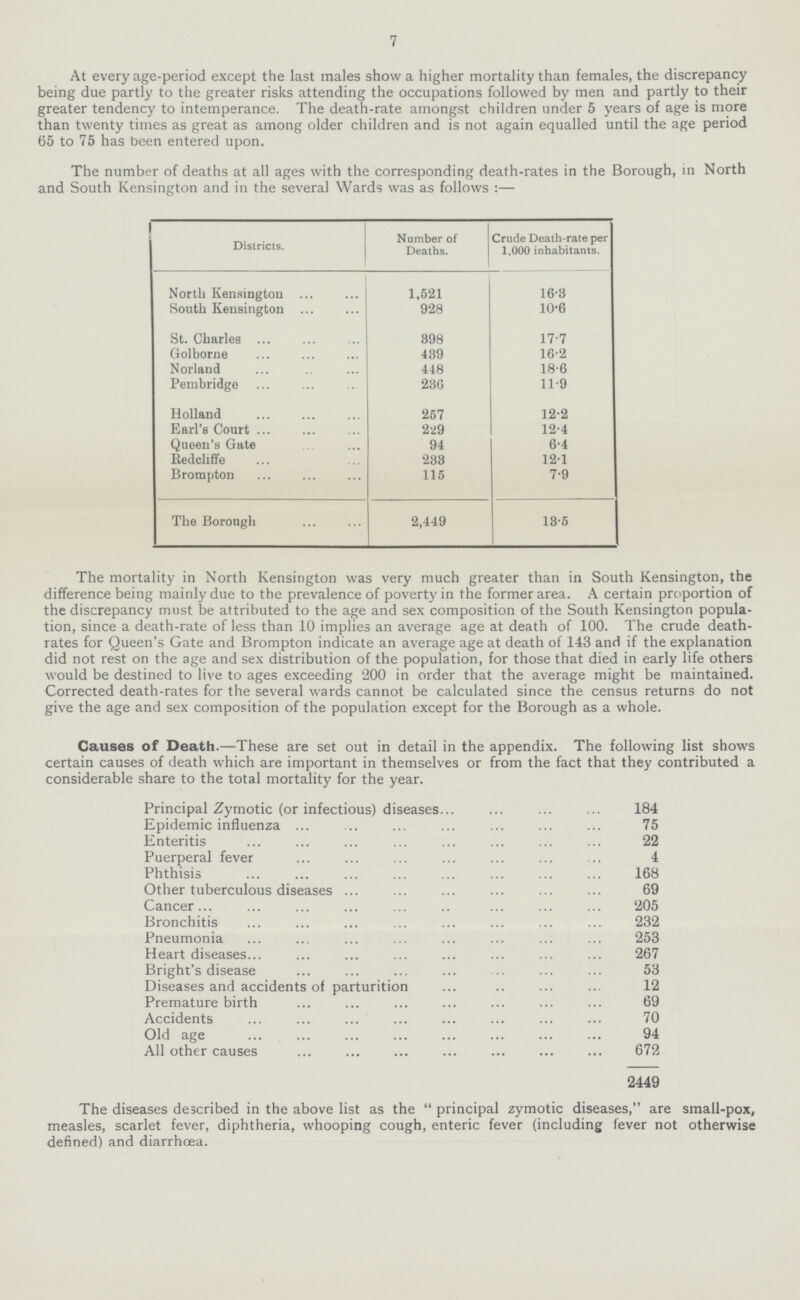 7
At every age-period except the last males show a higher mortality than females, the discrepancy
being due partly to the greater risks attending the occupations followed by men and partly to their
greater tendency to intemperance. The death-rate amongst children under 5 years of age is more
than twenty times as great as among older children and is not again equalled until the age period
65 to 75 has been entered upon.
The number of deaths at all ages with the corresponding death-rates in the Borough, in North
and South Kensington and in the several Wards was as follows :—
Districts. Number of Deaths. Crude Death-rate per 1,000 inhabitants.
North Kensington ... ... 1,521 16·3
South Kensington ... ... 928 10·6
St. Charles ... ... ... 398 17·7
Golborne ... ... ... 439 16·2
Norland ... ... ... 448 18·6
Pembridge ... ... ... 236 11·9
Holland ... ... ... 257 12·2
Earl's Court ... ... ... 229 12·4
Queen's Gate ... ... 94 6·4
Redcliffe ... ... 233 12·1
Brompton ... ... ... 115 7·9
The Borough ... ... 2,449 13·5
The mortality in North Kensington was very much greater than in South Kensington, the
difference being mainly due to the prevalence of poverty in the former area. A certain proportion of
the discrepancy must be attributed to the age and sex composition of the South Kensington popula-
tion, since a death-rate of less than 10 implies an average age at death of 100. The crude death-
rates for Queen's Gate and Brompton indicate an average age at death of 143 and if the explanation
did not rest on the age and sex distribution of the population, for those that died in early life others
would be destined to live to ages exceeding 200 in order that the average might be maintained.
Corrected death-rates for the several wards cannot be calculated since the census returns do not
give the age and sex composition of the population except for the Borough as a whole.
Causes of Death.—These are set out in detail in the appendix. The following list shows
certain causes of death which are important in themselves or from the fact that they contributed a
considerable share to the total mortality for the year.
Principal Zymotic (or infectious) diseases... ... ... ... 184
Epidemic influenza ... ... ... ... ... ... ... 75
Enteritis ... ... ... ... ... ... ... ... 22
Puerperal fever ... ... ... ... ... ... ... 4
Phthisis ... ... ... ... ... ... ... ... 168
Other tuberculous diseases ... ... ... ... ... ... 69
Cancer ... ... ... ... ... ... ... ... ... 205
Bronchitis ... ... ... ... ... ... ... ... 232
Pneumonia ... ... ... ... ... ... ... ... 253
Heart diseases... ... ... ... ... ... ... ... 267
Bright's disease ... ... ... ... ... ... ... 53
Diseases and accidents of parturition ... ... ... ... 12
Premature birth ... ... ... ... ... ... ... 69
Accidents ... ... ... ... ... ... ... ... 70
Old age ... ... ... ... ... ... ... ... 94
All other causes ... ... ... ... ... ... ... 672
2449
The diseases described in the above list as the " principal zymotic diseases," are small-pox,
measles, scarlet fever, diphtheria, whooping cough, enteric fever (including fever not otherwise
defined) and diarrhœa.